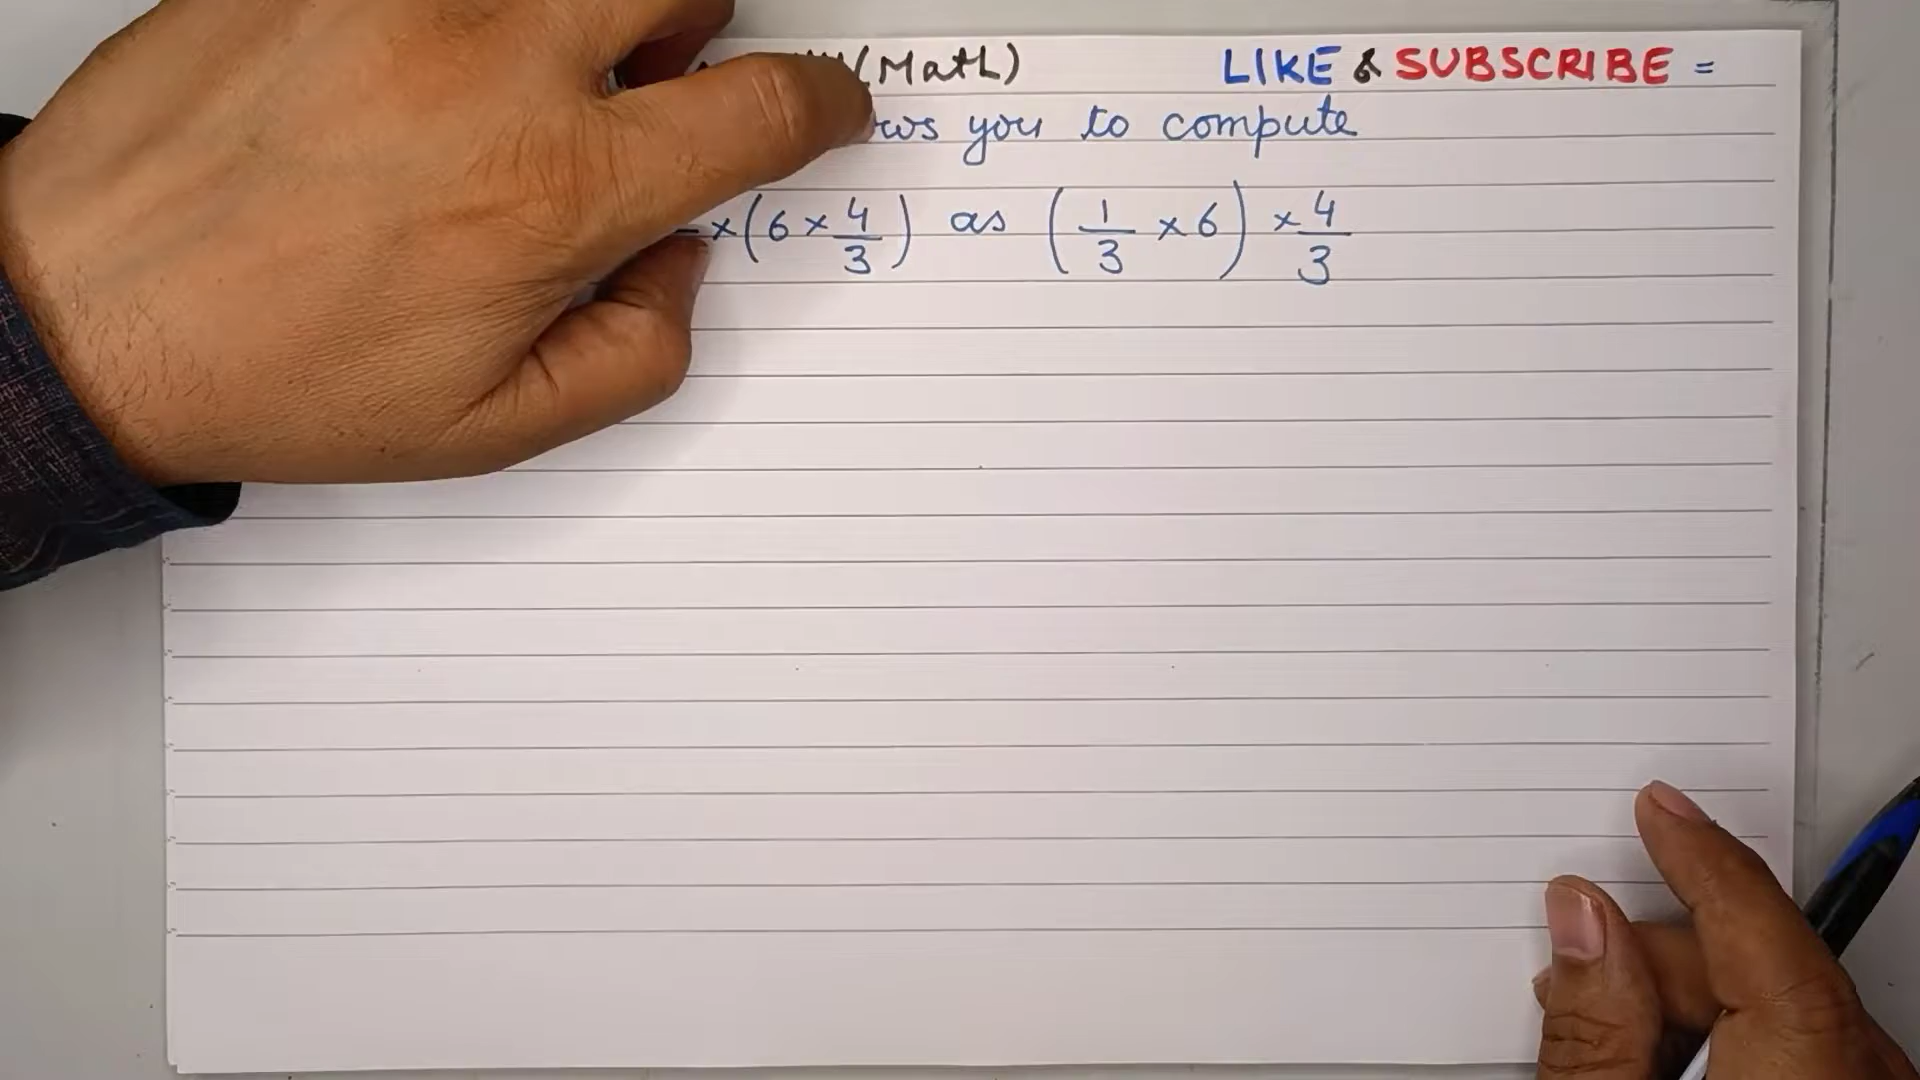 (Math) LIKE & SUBSCRIBE =
you to compute
×(6 × 4/3) as (1/3 × 6) × 4/3